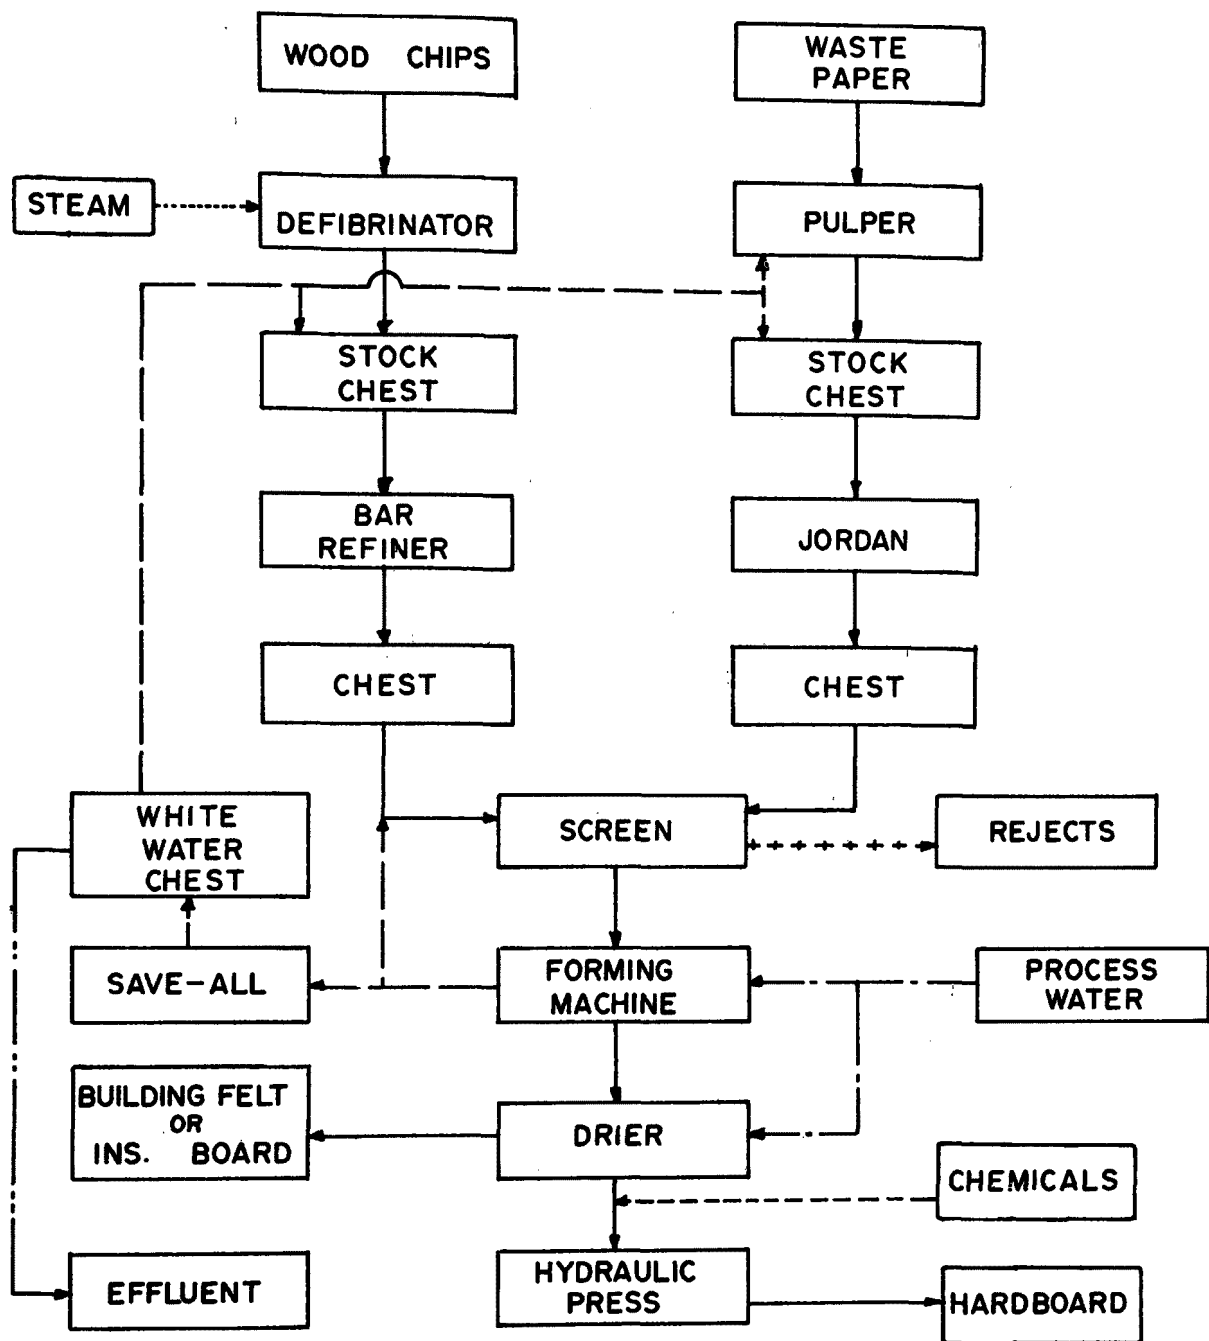 WOOD CHIPS
WASTE
PAPER
STEAM
DEFIBRINATOR
PULPER
STOCK
CHEST
STOCK
CHEST
BAR
REFINER
JORDAN
CHEST
CHEST
WHITE
WATER
CHEST
SCREEN
REJECTS
SAVE-ALL
FORMING
MACHINE
PROCESS
WATER
BUILDING FELT
OR
INS. BOARD
DRIER
CHEMICALS
EFFLUENT
HYDRAULIC
PRESS
HARDBOARD